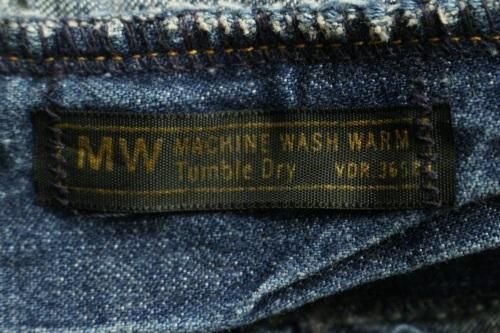 MW MACHINE WASH WARM
Tumble Dry VDR